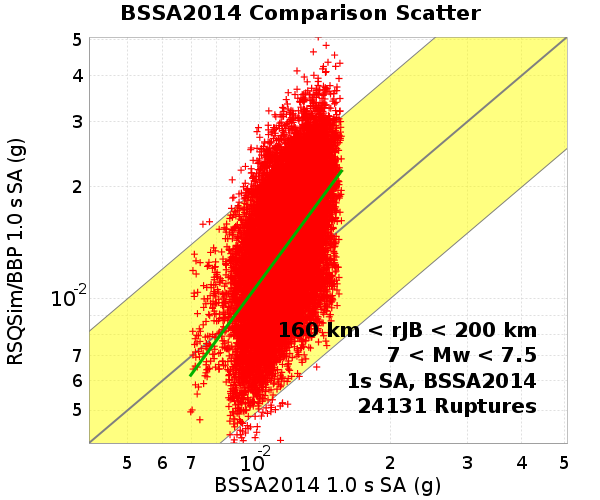 BSSA2014 Comparison Scatter
RSQSim/BBP 1.0 s SA (g)
5
4
3
2
10-2
7
6
5
160 km < rJB < 200 km
7 < Mw < 7.5
1s SA, BSSA2014
24131 Ruptures
5 6 7 10-2 2 3 4 5
BSSA2014 1.0 s SA (g)